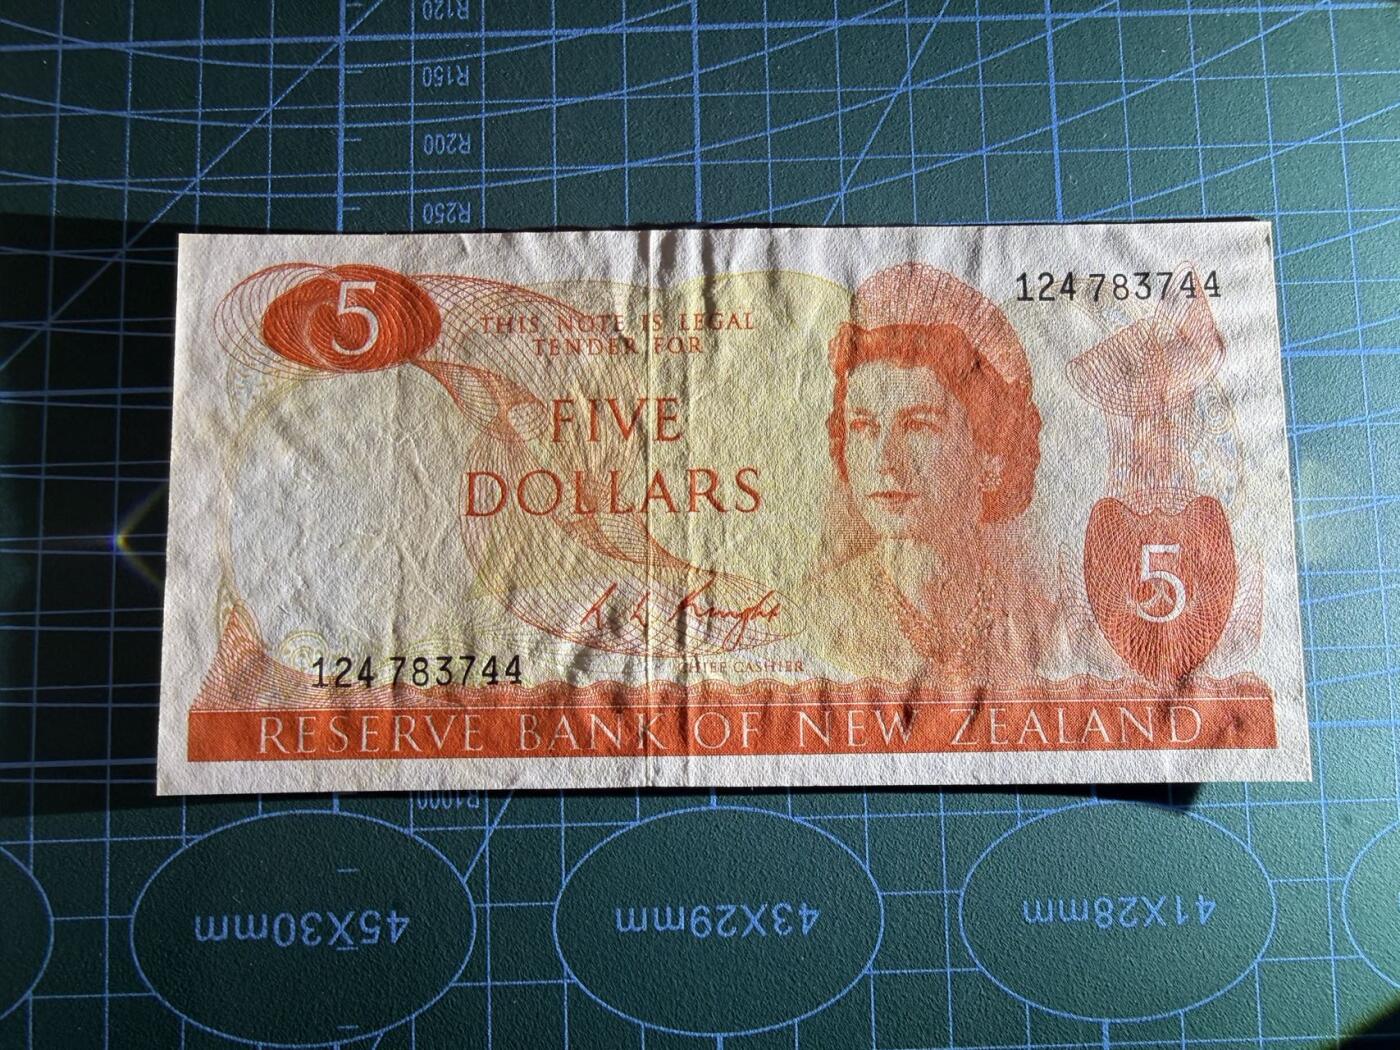 R120
R150
R200
R250
5
THIS NOTE IS LEGAL
TENDER FOR
124 783744
FIVE
DOLLARS
5
R. L. Knight
CHIEF CASHIER
124 783744
RESERVE BANK OF NEW ZEALAND
R1000
45X30mm
43X29mm
41X28mm